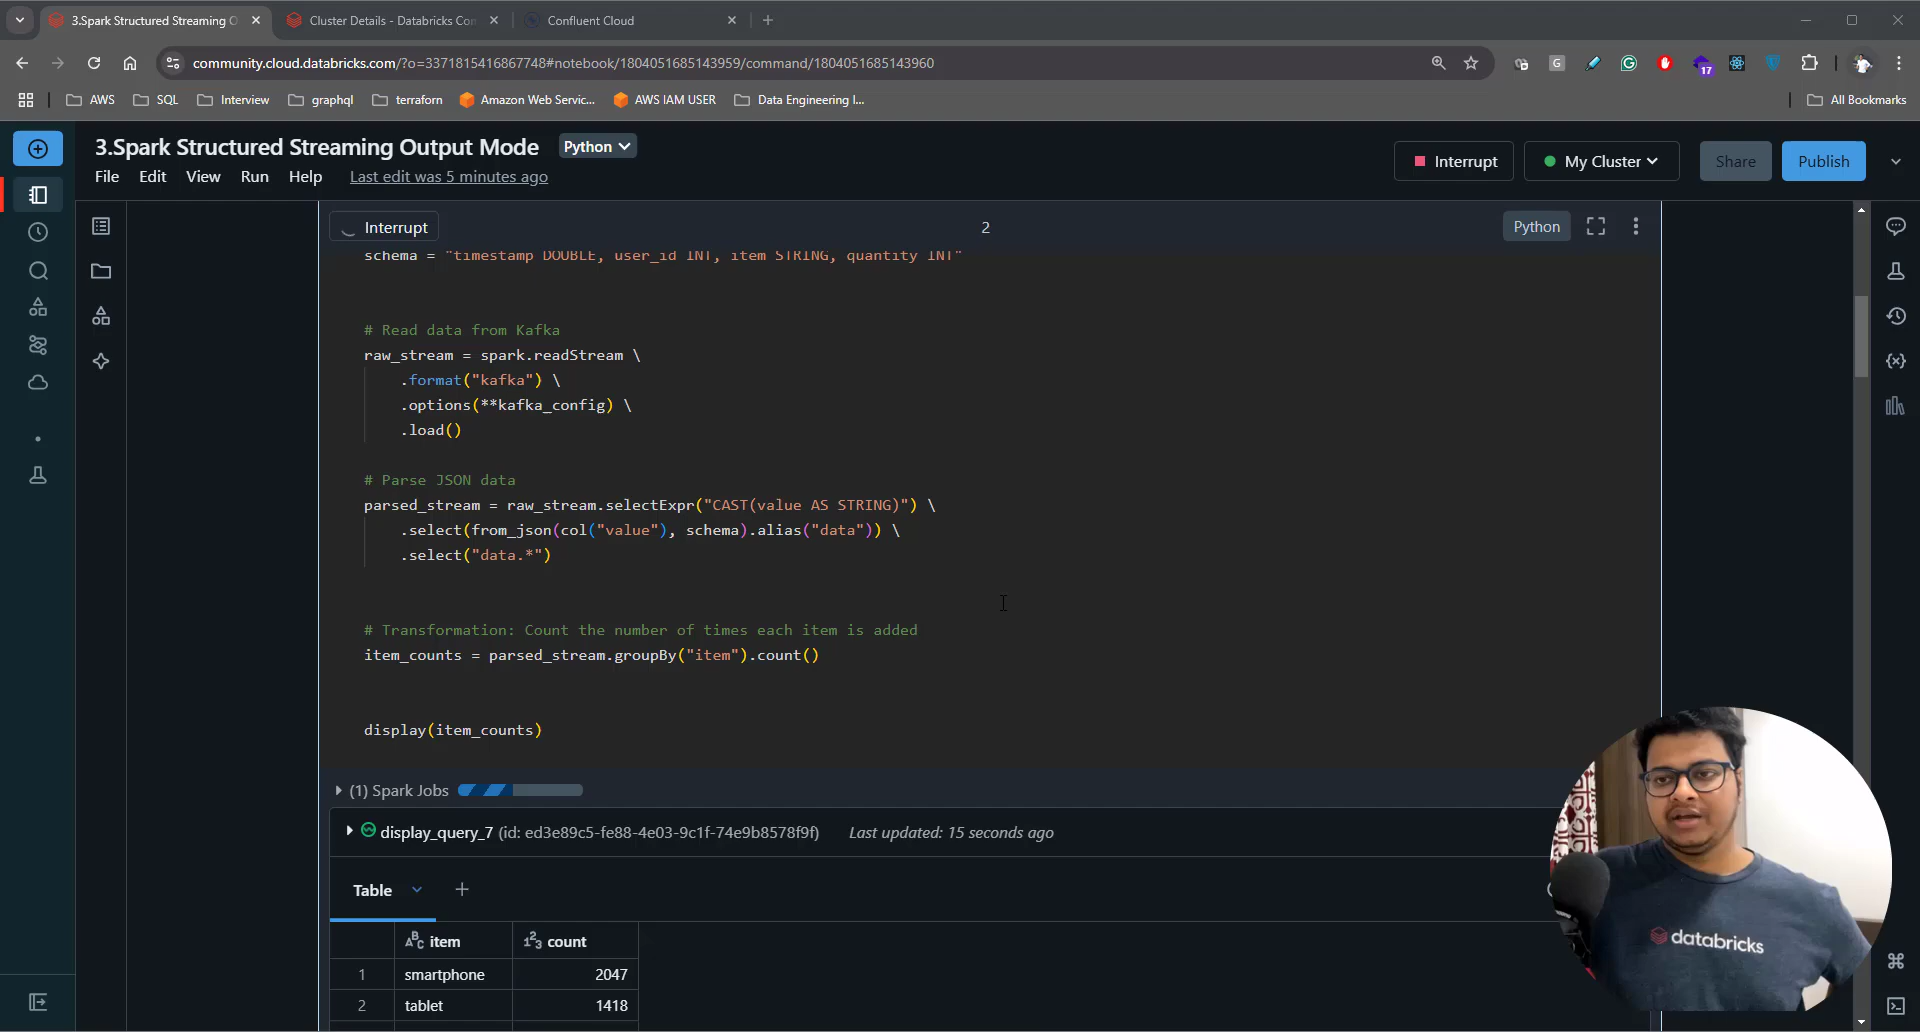 3.Spark Structured Streaming O
Cluster Details - Databricks Con
Confluent Cloud
community.cloud.databricks.com/?o=3371815416867748#notebook/1804051685143959/command/1804051685143960
G
17
AWS
SQL
Interview
graphql
terraforn
Amazon Web Servic...
AWS IAM USER
Data Engineering I...
All Bookmarks
3.Spark Structured Streaming Output Mode
Python
File
Edit
View
Run
Help
Last edit was 5 minutes ago
Interrupt
My Cluster
Share
Publish
Interrupt
2
Python
schema = "timestamp DOUBLE, user_id INT, item STRING, quantity INT"
# Read data from Kafka
raw_stream = spark.readStream \
.format("kafka") \
.options(**kafka_config) \
.load()
# Parse JSON data
parsed_stream = raw_stream.selectExpr("CAST(value AS STRING)") \
.select(from_json(col("value"), schema).alias("data")) \
.select("data.*")
# Transformation: Count the number of times each item is added
item_counts = parsed_stream.groupBy("item").count()
display(item_counts)
(1) Spark Jobs
display_query_7 (id: ed3e89c5-fe88-4e03-9c1f-74e9b8578f9f) Last updated: 15 seconds ago
Table
item count
1 smartphone 2047
2 tablet 1418
databricks